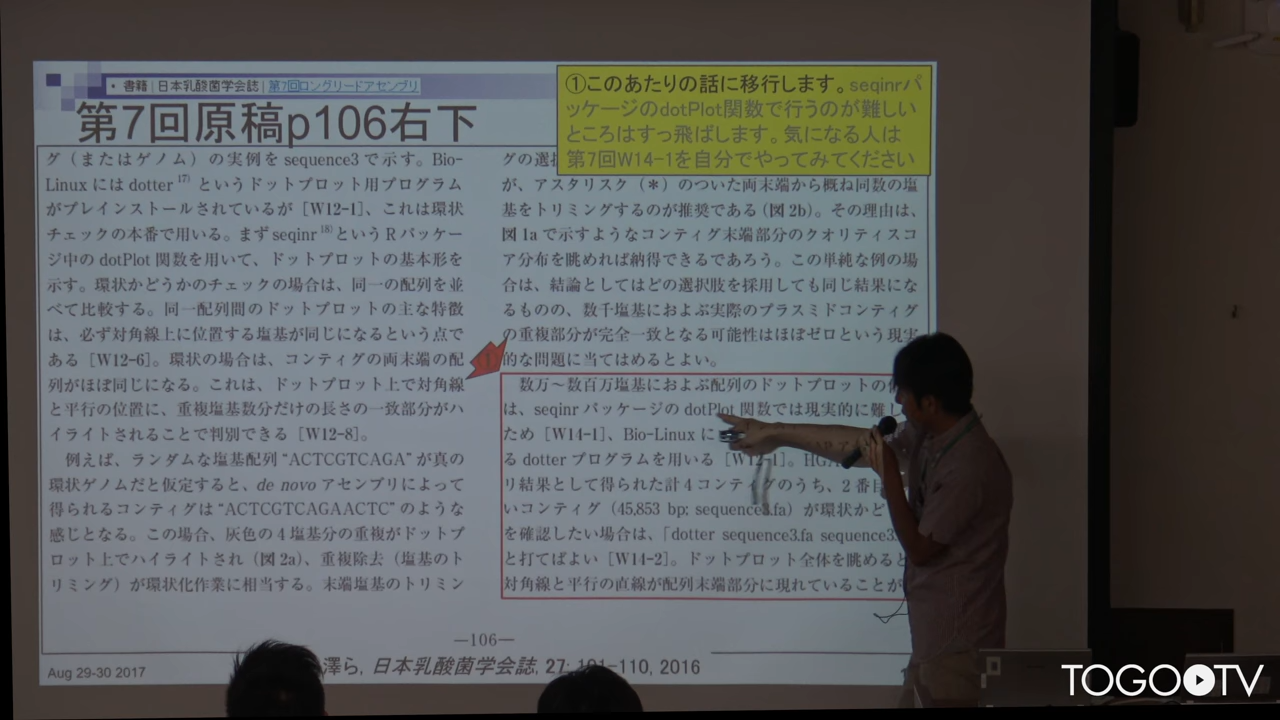 ・書籍 | 日本乳酸菌学会誌 | 第7回ロングリードアセンブリ
第7回原稿p106右下
①このあたりの話に移行します。seqinrパ
ッケージのdotPlot関数で行うのが難しい
ところはすっ飛ばします。気になる人は
第7回W14-1を自分でやってみてください
グ（またはゲノム）の実例を sequence3 で示す。Bio-
Linux には dotter 17) というドットプロット用プログラム
がプレインストールされているが［W12-1］、これは環状
チェックの本番で用いる。まず seqinr 18) という R パッケー
ジ中の dotPlot 関数を用いて、ドットプロットの基本形を
示す。環状かどうかのチェックの場合は、同一の配列を並
べて比較する。同一配列間のドットプロットの主な特徴
は、必ず対角線上に位置する塩基が同じになるという点で
ある［W12-6］。環状の場合は、コンティグの両末端の配
列がほぼ同じになる。これは、ドットプロット上で対角線
と平行の位置に、重複塩基数分だけの長さの一致部分がハ
イライトされることで判別できる［W12-8］。
例えば、ランダムな塩基配列 “ACTCGTCAGA” が真の
環状ゲノムだと仮定すると、de novo アセンブリによって
得られるコンティグは “ACTCGTCAGAACTC” のような
感じとなる。この場合、灰色の 4 塩基分の重複がドットプ
ロット上でハイライトされ（図 2a）、重複除去（塩基のト
リミング）が環状化作業に相当する。末端塩基のトリミン
グの選
が、アスタリスク（＊）のついた両末端から概ね同数の塩
基をトリミングするのが推奨である（図 2b）。その理由は、
図 1a で示すようなコンティグ末端部分のクオリティスコ
ア分布を眺めれば納得できるであろう。この単純な例の場
合は、結論としてはどの選択肢を採用しても同じ結果にな
るものの、数千塩基におよぶ実際のプラスミドコンティグ
の重複部分が完全一致となる可能性はほぼゼロという現実
的な問題に当てはめるとよい。
数万～数百万塩基におよぶ配列のドットプロットの
は、seqinr パッケージの dotPlot 関数では現実的に難し
ため［W14-1］、Bio-Linux に
る dotter プログラムを用いる［W12-1］。HGA
リ結果として得られた計 4 コンティグのうち、2 番
いコンティグ（45,853 bp; sequence3.fa）が環状かど
を確認したい場合は、「dotter sequence3.fa sequence3.
と打てばよい［W14-2］。ドットプロット全体を眺めると
対角線と平行の直線が配列末端部分に現れていることが
—106—
Aug 29-30 2017
澤ら, 日本乳酸菌学会誌, 27: 101-110, 2016
TOGOTV